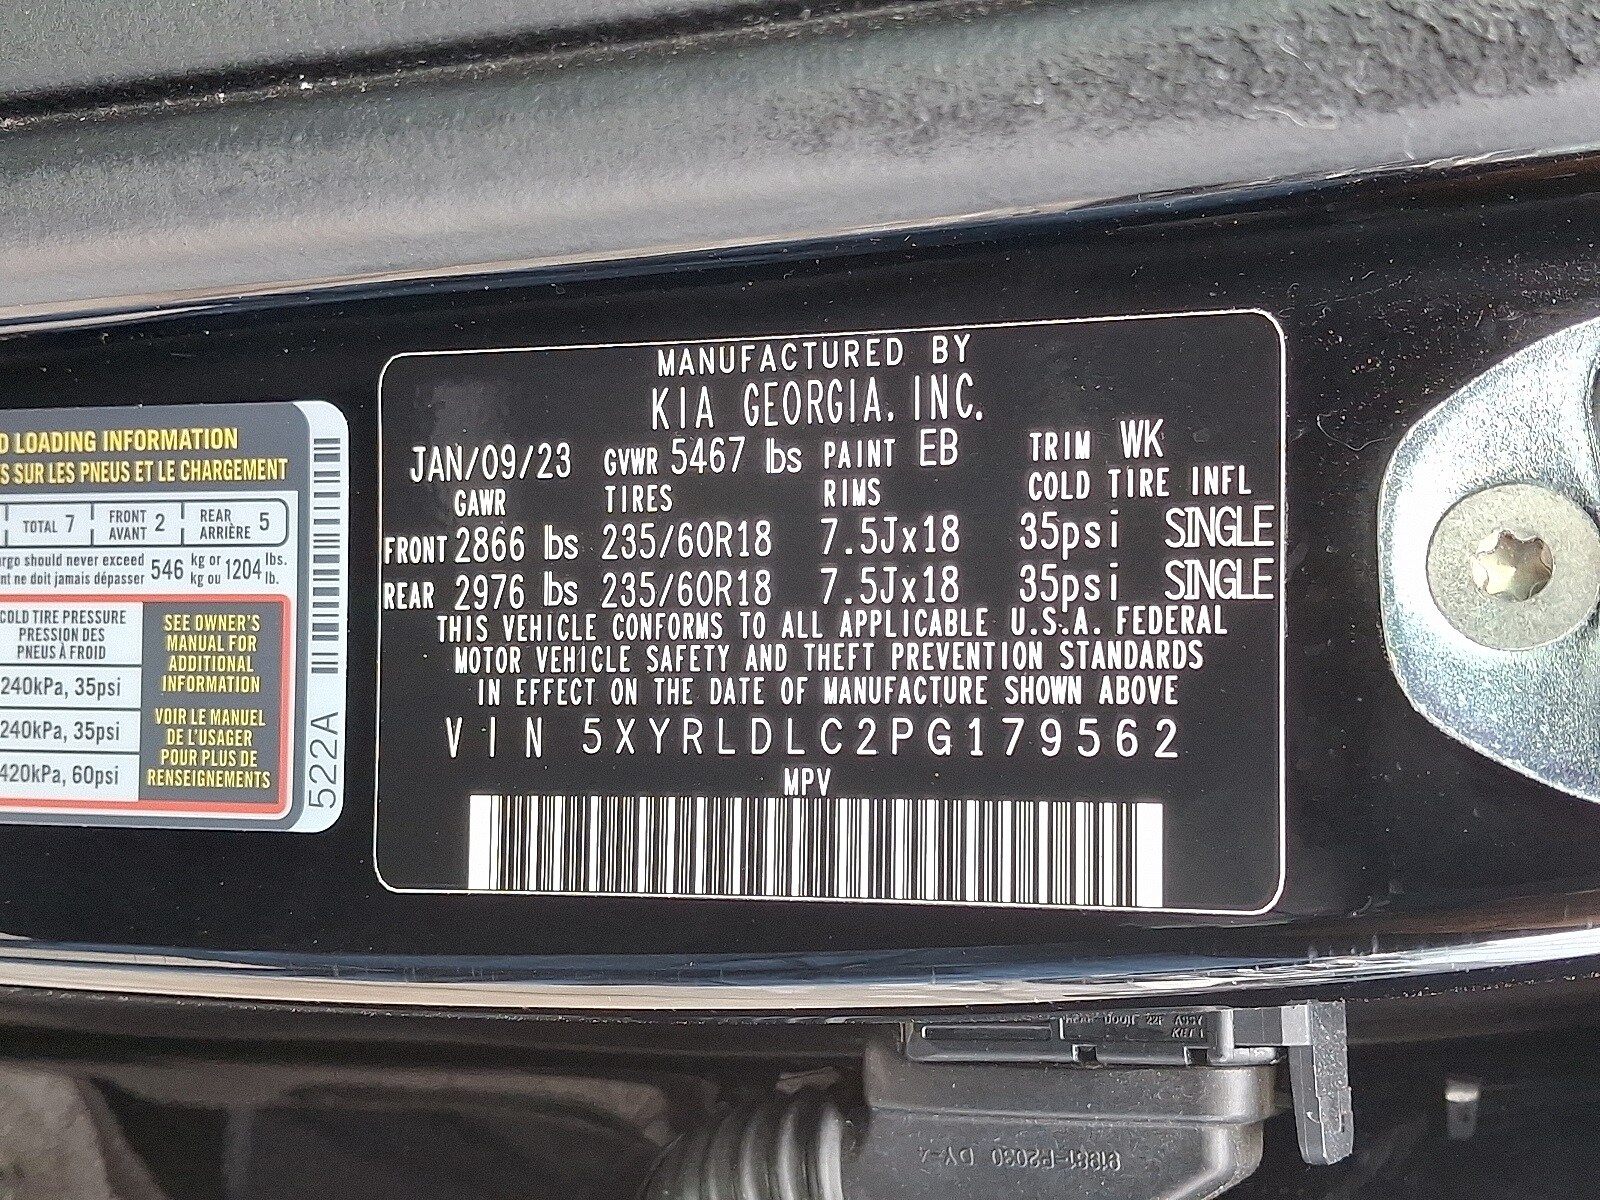 D LOADING INFORMATION
S SUR LES PNEUS ET LE CHARGEMENT
TOTAL 7 FRONT AVANT 2 REAR ARRIÈRE 5
rgo should never exceed 546 kg or 1204 lbs.
nt ne doit jamais dépasser kg ou lb.
COLD TIRE PRESSURE
PRESSION DES
PNEUS À FROID
240kPa, 35psi
240kPa, 35psi
420kPa, 60psi
SEE OWNER'S
MANUAL FOR
ADDITIONAL
INFORMATION
VOIR LE MANUEL
DE L'USAGER
POUR PLUS DE
RENSEIGNEMENTS
522A
MANUFACTURED BY
KIA GEORGIA, INC.
JAN/09/23 GVWR 5467 lbs PAINT EB TRIM WK
GAWR TIRES RIMS COLD TIRE INFL
FRONT 2866 lbs 235/60R18 7.5Jx18 35psi SINGLE
REAR 2976 lbs 235/60R18 7.5Jx18 35psi SINGLE
THIS VEHICLE CONFORMS TO ALL APPLICABLE U.S.A. FEDERAL
MOTOR VEHICLE SAFETY AND THEFT PREVENTION STANDARDS
IN EFFECT ON THE DATE OF MANUFACTURE SHOWN ABOVE
VIN 5XYRLDLC2PG179562
MPV
91981-P2030 DY-4